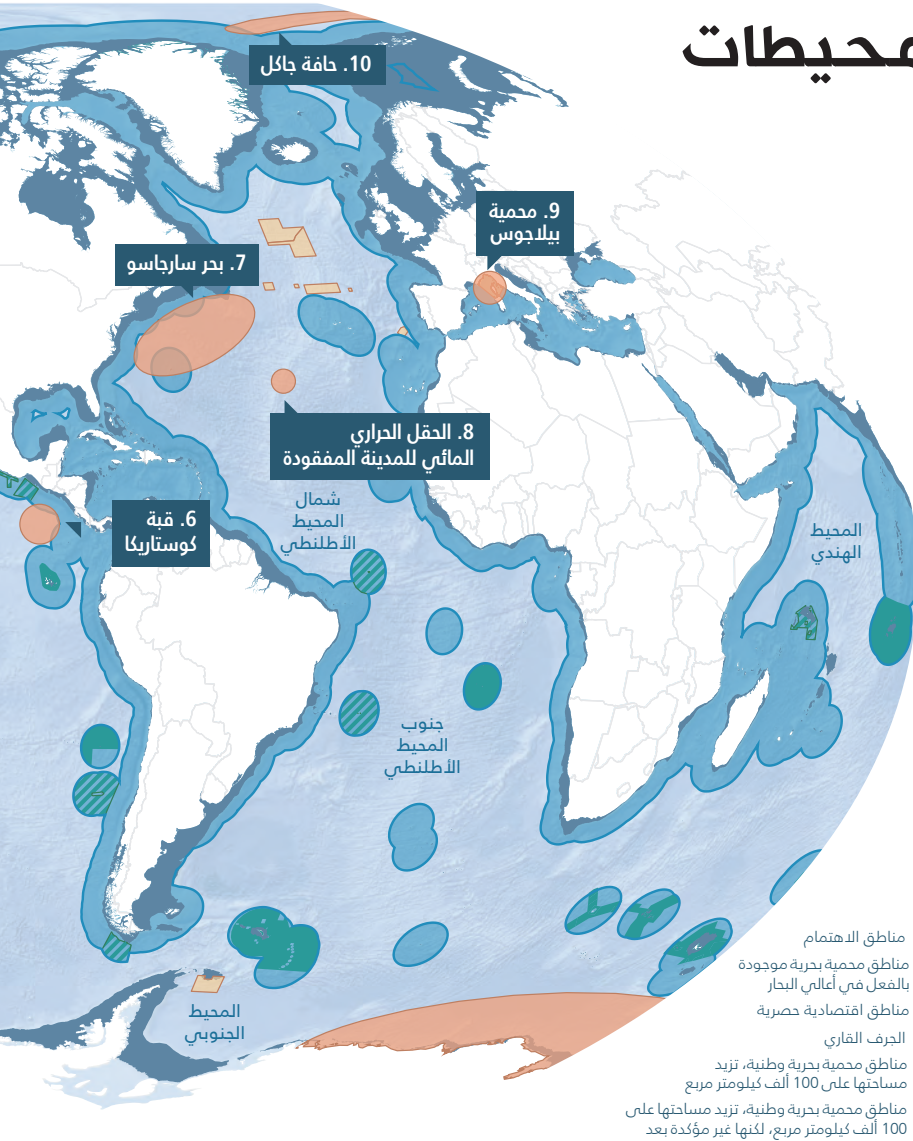 محيطات
10. حافة جاكل
9. محمية
بيلاجوس
7. بحر سارجاسو
8. الحقل الحراري
المائي للمدينة المفقودة
6. قبة
كوستاريكا
شمال
المحيط
الأطلنطي
المحيط
الهندي
جنوب
المحيط
الأطلنطي
المحيط
الجنوبي
مناطق الاهتمام
مناطق محمية بحرية موجودة
بالفعل في أعالي البحار
مناطق اقتصادية حصرية
الجرف القاري
مناطق محمية بحرية وطنية، تزيد
مساحتها على 100 ألف كيلومتر مربع
مناطق محمية بحرية وطنية، تزيد مساحتها على
100 ألف كيلومتر مربع، لكنها غير مؤكدة بعد